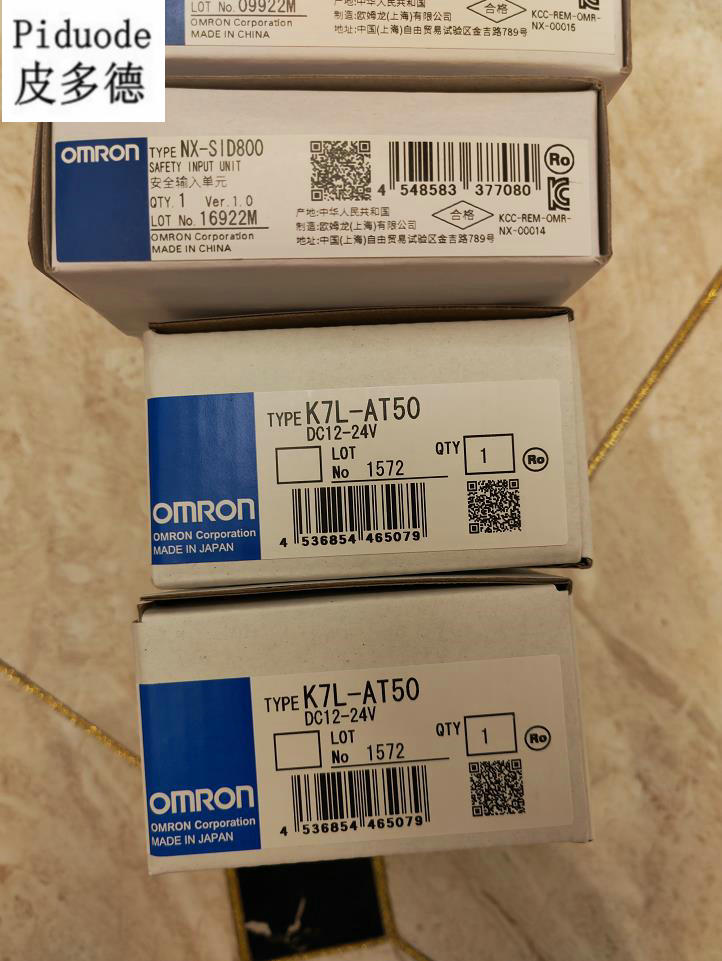 Piduode
皮多德
LOT No.09922M
OMRON Corporation
MADE IN CHINA
产地:中华人民共和国
制造:欧姆龙(上海)有限公司
地址:中国(上海)自由贸易试验区金吉路789号
合格
KCC-REM-OMR-
NX-00015
OMRON
TYPE NX-SID800
SAFETY INPUT UNIT
安全输入单元
QTY. 1 Ver.1.0
LOT No. 16922M
OMRON Corporation
MADE IN CHINA
4 548583 377080
Ro
产地:中华人民共和国
制造:欧姆龙(上海)有限公司
地址:中国(上海)自由贸易试验区金吉路789号
合格
KCC-REM-OMR-
NX-00014
TYPE K7L-AT50
DC12-24V
LOT
No 1572
QTY 1
Ro
4 536854 465079
OMRON
OMRON Corporation
MADE IN JAPAN
TYPE K7L-AT50
DC12-24V
LOT
No 1572
QTY 1
Ro
4 536854 465079
OMRON
OMRON Corporation
MADE IN JAPAN